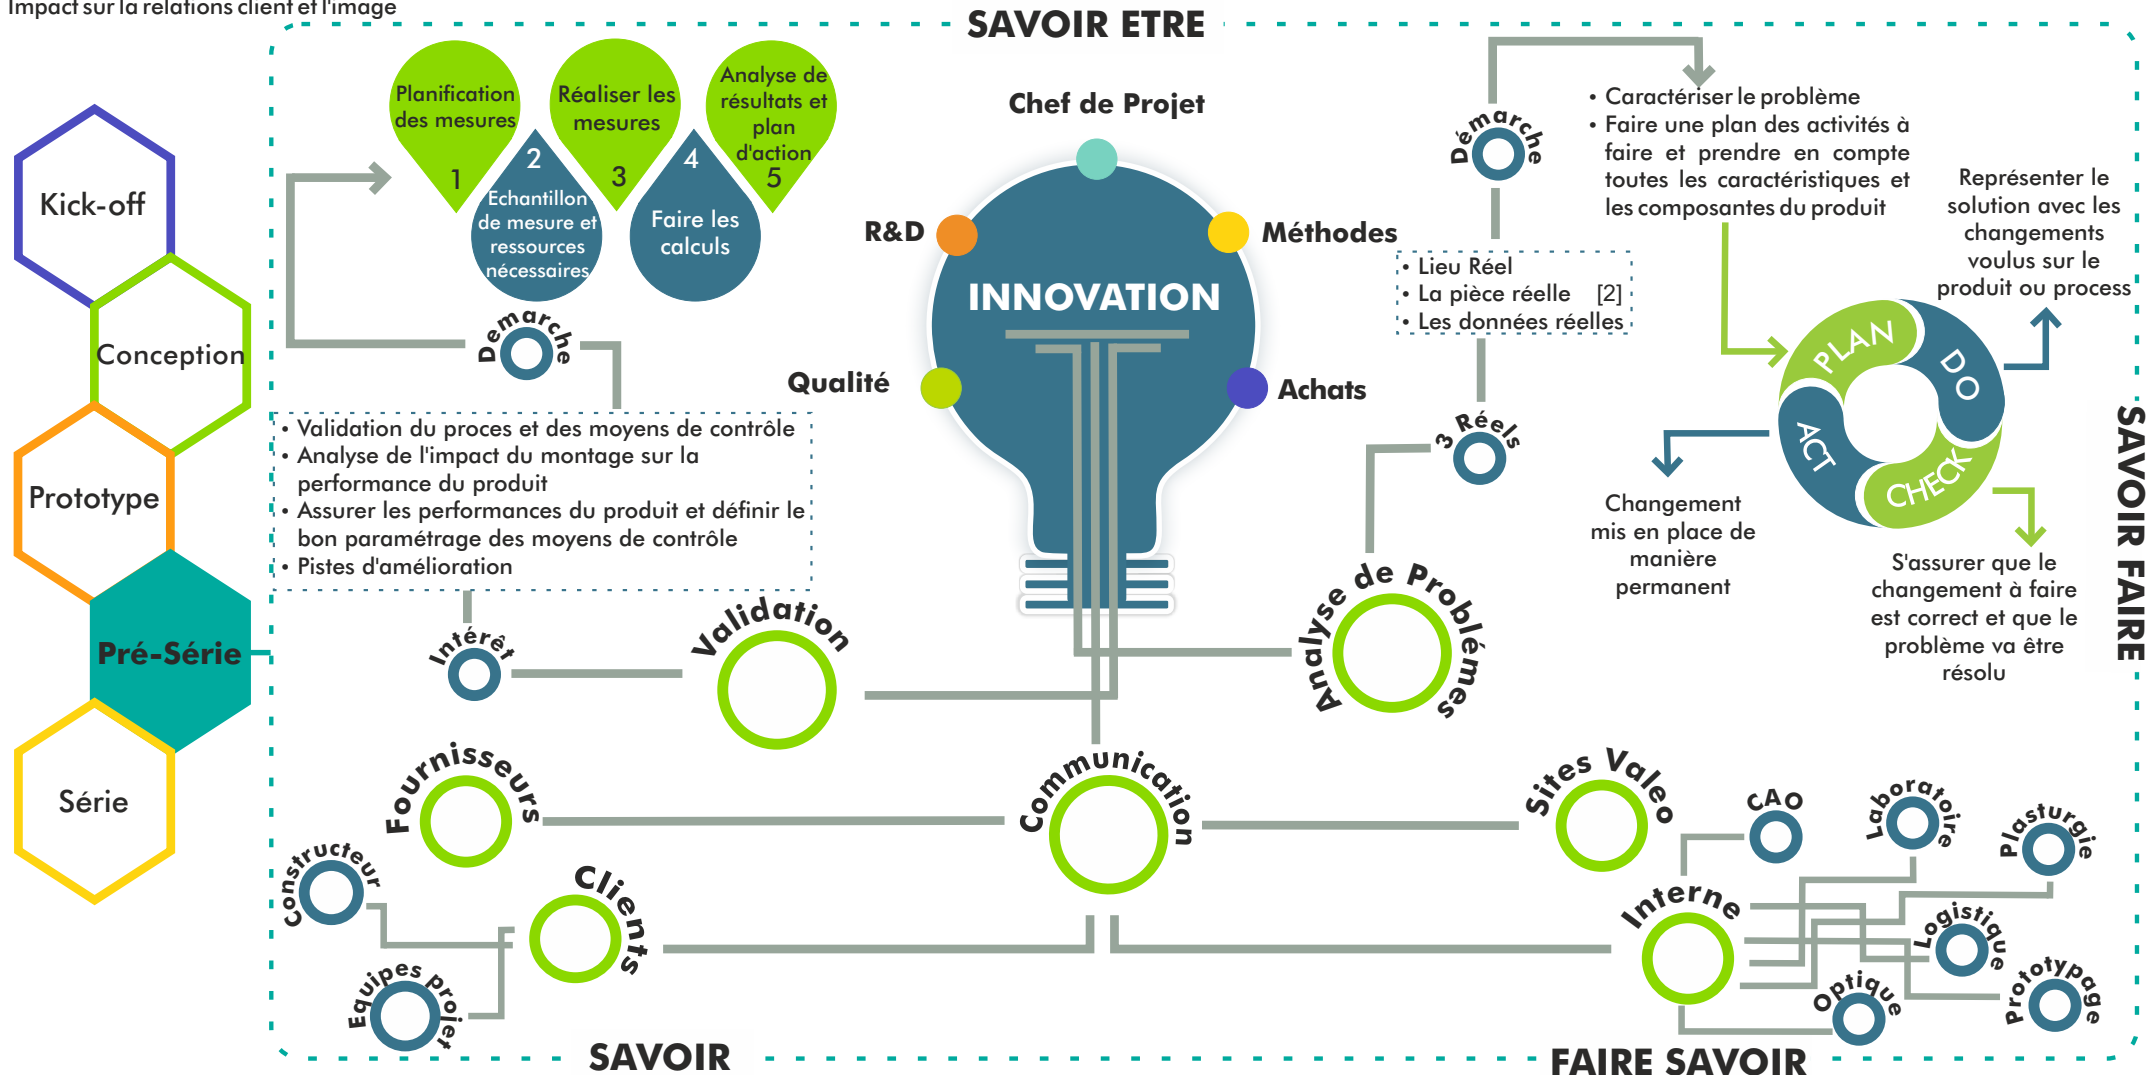 Impact sur la relations client et l'image
SAVOIR ETRE
Kick-off
Conception
Prototype
Pré-Série
Série
Planification
des mesures
1
2
Echantillon
de mesure et
ressources
nécessaires
Réaliser les
mesures
3
4
Faire les
calculs
Analyse de
résultats et
plan
d'action
5
Demarche
• Validation du proces et des moyens de contrôle
• Analyse de l'impact du montage sur la
performance du produit
• Assurer les performances du produit et définir le
bon paramétrage des moyens de contrôle
• Pistes d'amélioration
Intérêt
Validation
Chef de Projet
R&D
Méthodes
INNOVATION
Qualité
Achats
Démarche
• Caractériser le problème
• Faire une plan des activités à
faire et prendre en compte
toutes les caractéristiques et
les composantes du produit
• Lieu Réel
• La pièce réelle [2]
• Les données réelles
3 Réels
Analyse de Problémes
Représenter le
solution avec les
changements
voulus sur le
produit ou process
PLAN
DO
CHECK
ACT
Changement
mis en place de
manière
permanent
S'assurer que le
changement à faire
est correct et que le
problème va être
résolu
SAVOIR FAIRE
Fournisseurs
Communication
Sites Valeo
Constructeur
Clients
Equipes projet
Interne
CAO
Laboratoire
Plasturgie
Logistique
Prototypage
Optique
SAVOIR
FAIRE SAVOIR